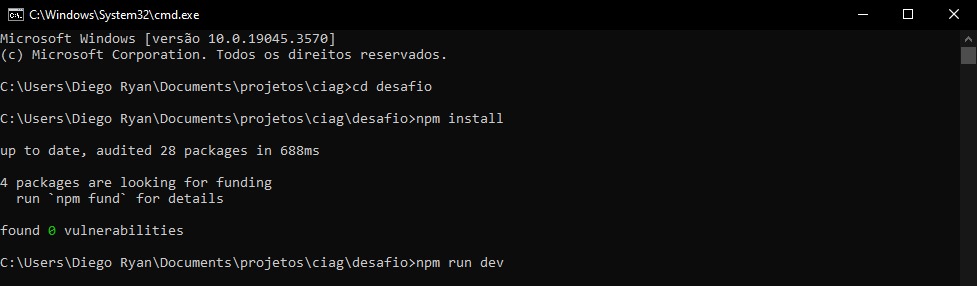 C:\Windows\System32\cmd.exe
Microsoft Windows [versão 10.0.19045.3570]
(c) Microsoft Corporation. Todos os direitos reservados.
C:\Users\Diego Ryan\Documents\projetos\ciag>cd desafio
C:\Users\Diego Ryan\Documents\projetos\ciag\desafio>npm install
up to date, audited 28 packages in 688ms
4 packages are looking for funding
  run `npm fund` for details
found 0 vulnerabilities
C:\Users\Diego Ryan\Documents\projetos\ciag\desafio>npm run dev